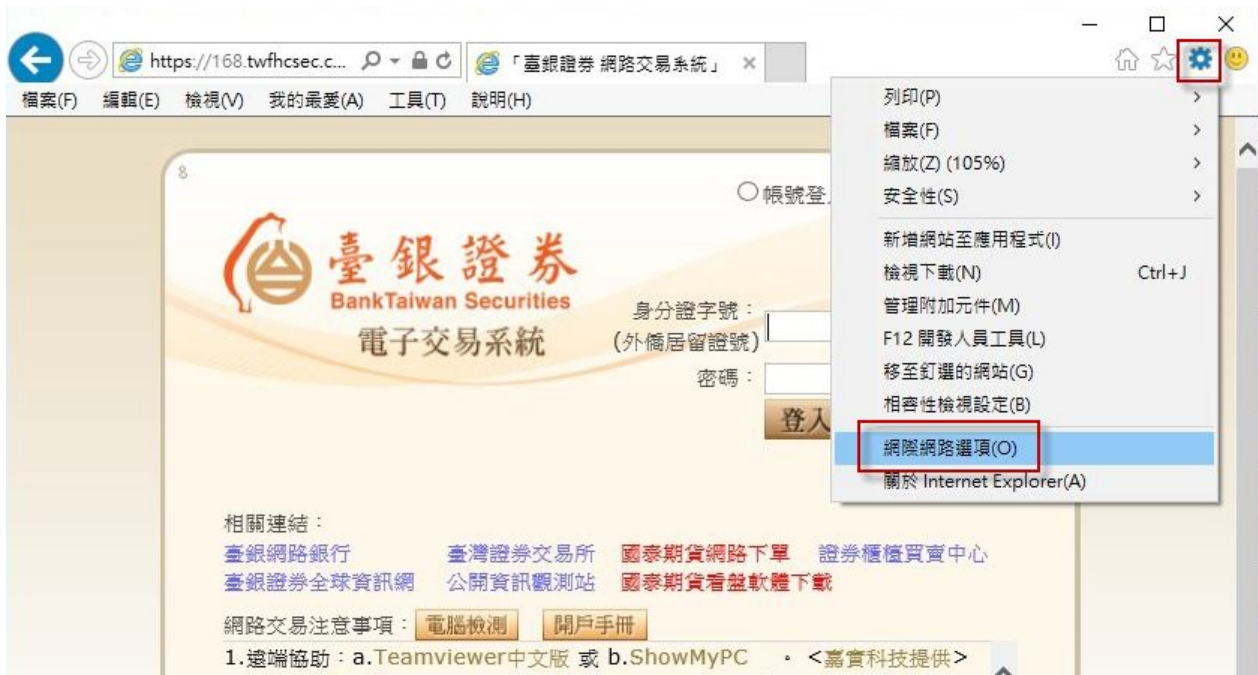 https://168.twfhcsec.c...
「臺銀證券 網路交易系統」
檔案(F) 編輯(E) 檢視(V) 我的最愛(A) 工具(T) 說明(H)
列印(P)
檔案(F)
縮放(Z) (105%)
安全性(S)
新增網站至應用程式(I)
檢視下載(N) Ctrl+J
管理附加元件(M)
F12 開發人員工具(L)
移至釘選的網站(G)
相容性檢視設定(B)
網際網路選項(O)
關於 Internet Explorer(A)
8
帳號登
臺銀證券
BankTaiwan Securities
電子交易系統
身分證字號：
(外僑居留證號)
密碼：
登入
相關連結：
臺銀網路銀行 臺灣證券交易所 國泰期貨網路下單 證券櫃檯買賣中心
臺銀證券全球資訊網 公開資訊觀測站 國泰期貨看盤軟體下載
網路交易注意事項： 電腦檢測 開戶手冊
1.遠端協助：a.Teamviewer中文版 或 b.ShowMyPC 。<嘉實科技提供>